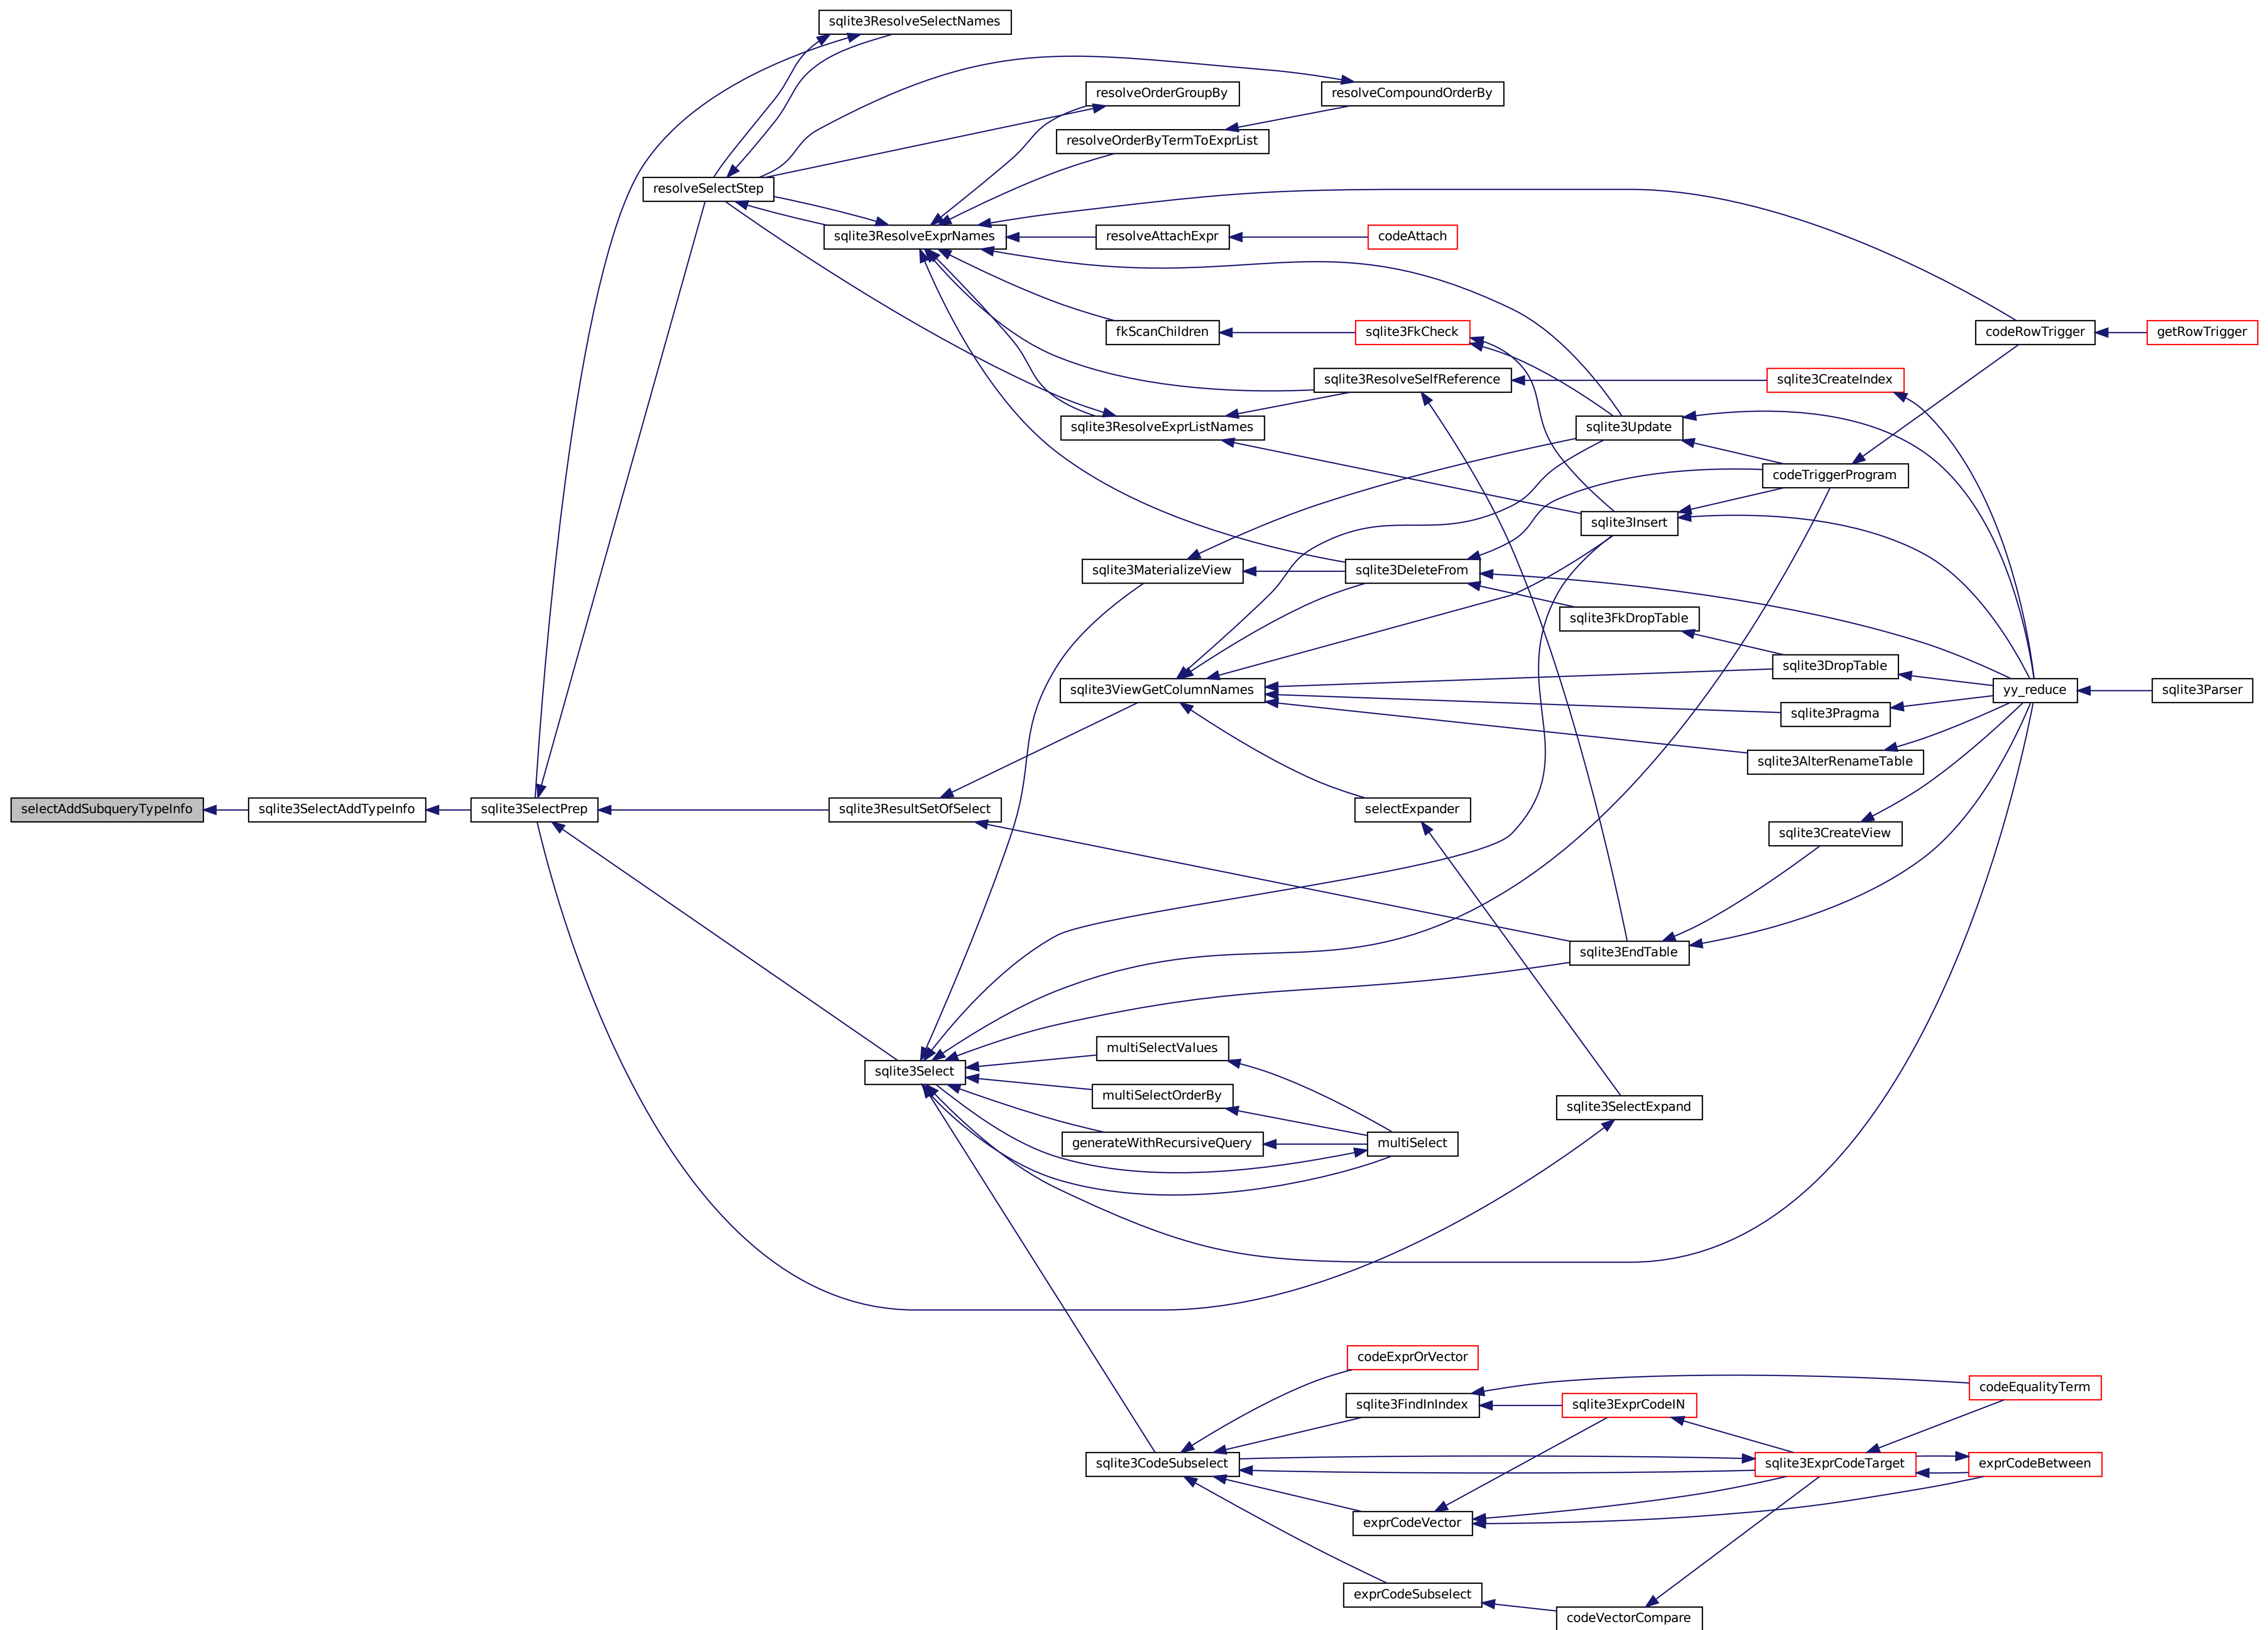 sqlite3ResolveSelectNames
resolveOrderGroupBy
resolveCompoundOrderBy
resolveOrderByTermToExprList
resolveSelectStep
sqlite3ResolveExprNames
resolveAttachExpr
codeAttach
fkScanChildren
sqlite3FkCheck
codeRowTrigger
getRowTrigger
sqlite3ResolveSelfReference
sqlite3CreateIndex
sqlite3ResolveExprListNames
sqlite3Update
codeTriggerProgram
sqlite3Insert
sqlite3MaterializeView
sqlite3DeleteFrom
sqlite3FkDropTable
sqlite3DropTable
sqlite3ViewGetColumnNames
yy_reduce
sqlite3Parser
sqlite3Pragma
sqlite3AlterRenameTable
selectAddSubqueryTypeInfo
sqlite3SelectAddTypeInfo
sqlite3SelectPrep
sqlite3ResultSetOfSelect
selectExpander
sqlite3CreateView
sqlite3EndTable
multiSelectValues
sqlite3Select
multiSelectOrderBy
sqlite3SelectExpand
generateWithRecursiveQuery
multiSelect
codeExprOrVector
codeEqualityTerm
sqlite3FindInIndex
sqlite3ExprCodeIN
sqlite3CodeSubselect
sqlite3ExprCodeTarget
exprCodeBetween
exprCodeVector
exprCodeSubselect
codeVectorCompare